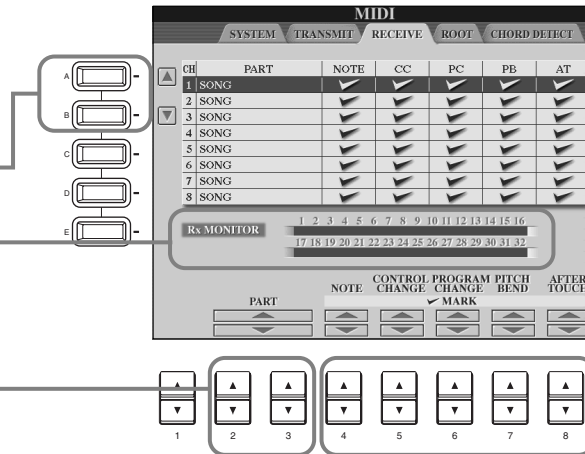 MIDI
SYSTEM TRANSMIT RECEIVE ROOT CHORD DETECT
CH PART NOTE CC PC PB AT
A
1 SONG
2 SONG
B
3 SONG
4 SONG
C
5 SONG
6 SONG
7 SONG
D
8 SONG
1 2 3 4 5 6 7 8 9 10 11 12 13 14 15 16
Rx MONITOR
E
17 18 19 20 21 22 23 24 25 26 27 28 29 30 31 32
NOTE CONTROL CHANGE PROGRAM CHANGE PITCH BEND AFTER TOUCH
PART MARK
1 2 3 4 5 6 7 8